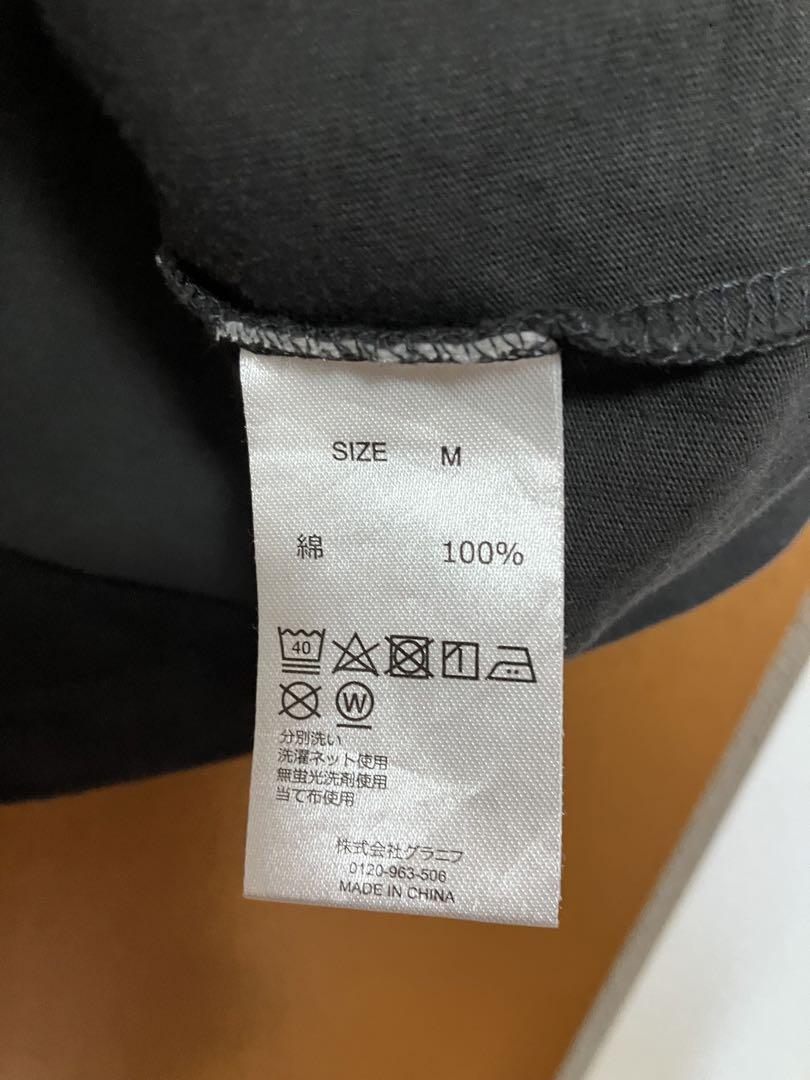 SIZE M
綿 100%
40
W
分別洗い
洗濯ネット使用
無蛍光洗剤使用
当て布使用
株式会社グラニフ
0120-963-506
MADE IN CHINA